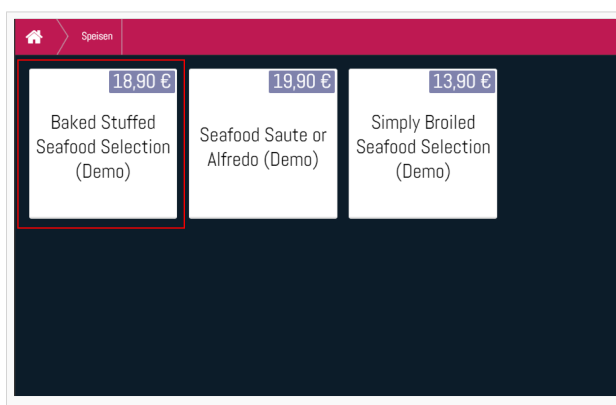 Speisen
18,90 €
Baked Stuffed
Seafood Selection
(Demo)
19,90 €
Seafood Saute or
Alfredo (Demo)
13,90 €
Simply Broiled
Seafood Selection
(Demo)